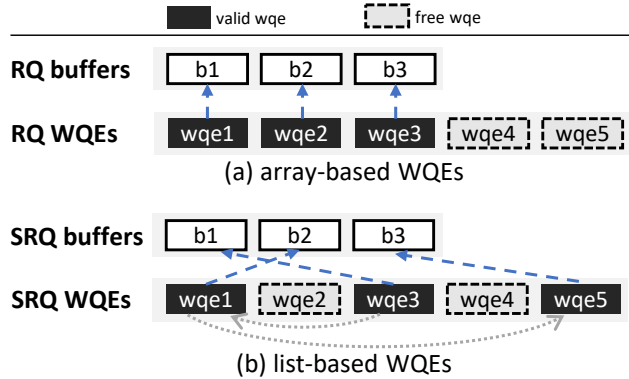 valid wqe free wqe
RQ buffers b1 b2 b3
RQ WQEs wqe1 wqe2 wqe3 wqe4 wqe5
(a) array-based WQEs
SRQ buffers b1 b2 b3
SRQ WQEs wqe1 wqe2 wqe3 wqe4 wqe5
(b) list-based WQEs